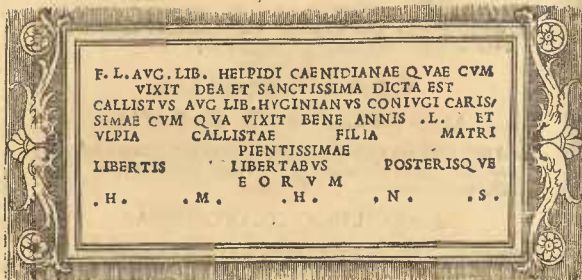 F. L. AVG. LIB. HELPIDI CAENIDIANAE QVAE CVM
VIXIT DEA ET SANCTISSIMA DICTA EST
CALLISTVS AVG LIB. HYGINIANVS CONIVGI CARIS/
SIMAE CVM QVA VIXIT BENE ANNIS .L. ET
VLPIA CALLISTAE FILIA MATRI
PIENTISSIMAE
LIBERTIS LIBERTABVS POSTERISQVE
EORVM
.H. .M. .H. .N. .S.